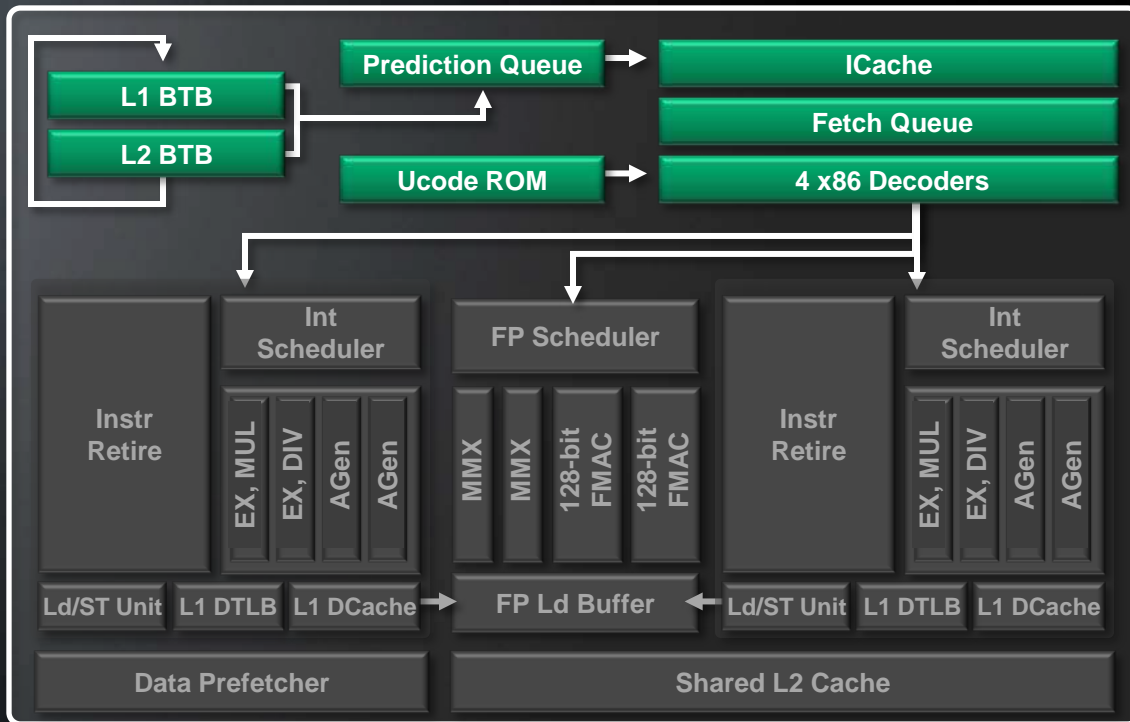 Prediction Queue
ICache
L1 BTB
Fetch Queue
L2 BTB
Ucode ROM
4 x86 Decoders
Instr
Retire
Int
Scheduler
EX, MUL
EX, DIV
AGen
AGen
Ld/ST Unit
L1 DTLB
L1 DCache
FP Scheduler
MMX
MMX
128-bit
FMAC
128-bit
FMAC
FP Ld Buffer
Instr
Retire
Int
Scheduler
EX, MUL
EX, DIV
AGen
AGen
Ld/ST Unit
L1 DTLB
L1 DCache
Data Prefetcher
Shared L2 Cache